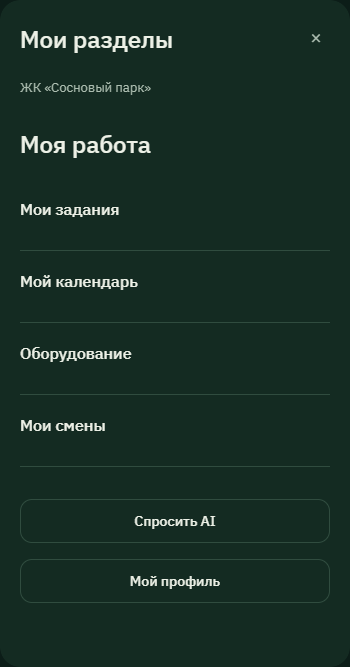 Мои разделы
×
ЖК «Сосновый парк»
Моя работа
Мои задания
Мой календарь
Оборудование
Мои смены
Спросить AI
Мой профиль